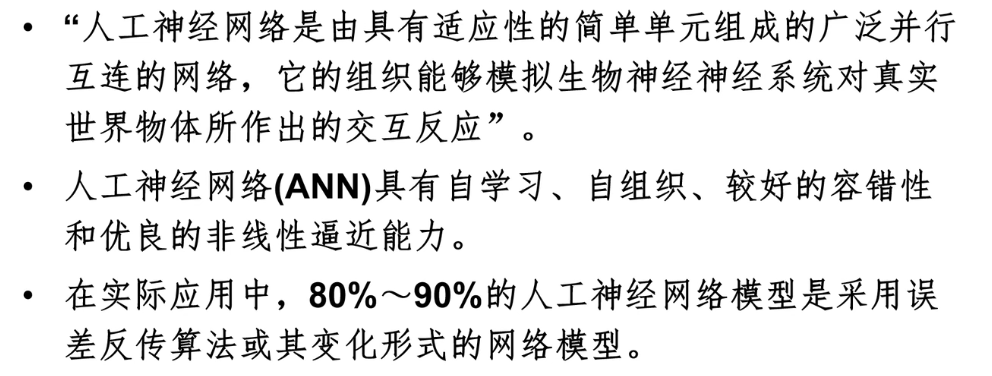 • “人工神经网络是由具有适应性的简单单元组成的广泛并行
互连的网络，它的组织能够模拟生物神经神经系统对真实
世界物体所作出的交互反应”。
• 人工神经网络(ANN)具有自学习、自组织、较好的容错性
和优良的非线性逼近能力。
• 在实际应用中，80%～90%的人工神经网络模型是采用误
差反传算法或其变化形式的网络模型。